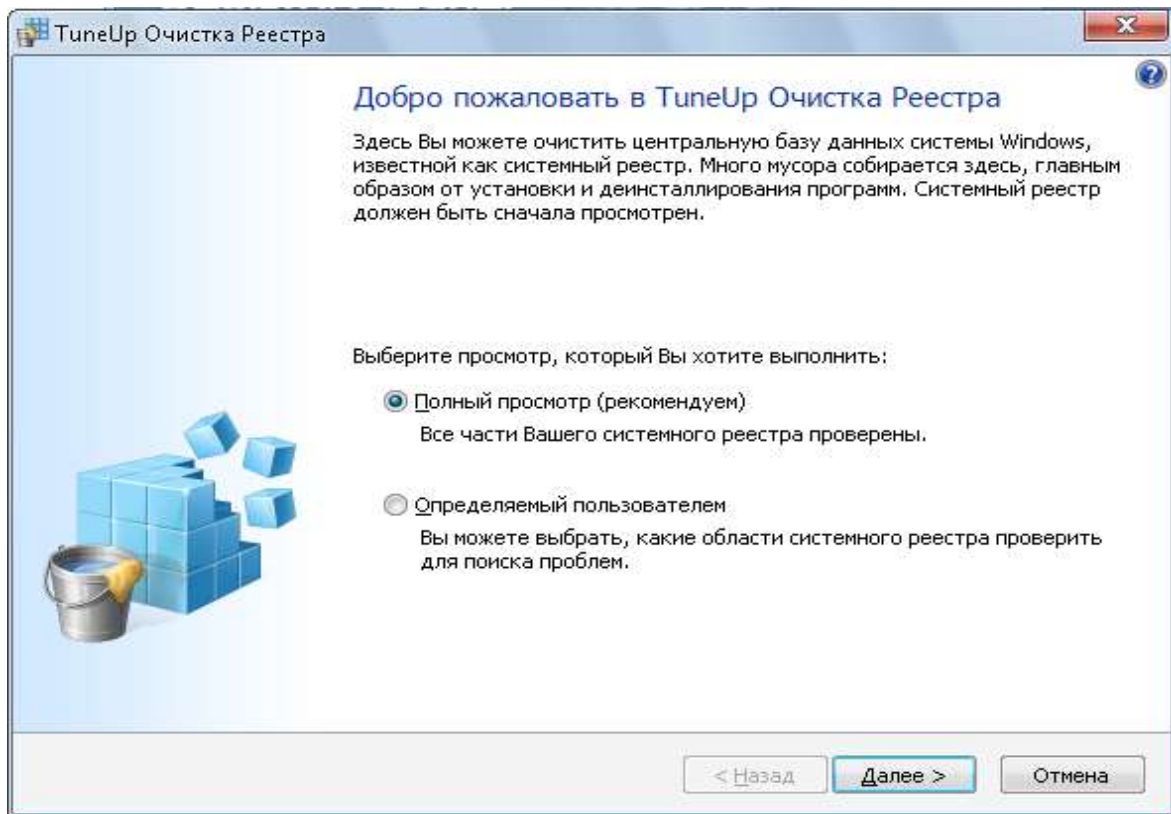 TuneUp Очистка Реестра
Добро пожаловать в TuneUp Очистка Реестра
Здесь Вы можете очистить центральную базу данных системы Windows,
известной как системный реестр. Много мусора собирается здесь, главным
образом от установки и деинсталлирования программ. Системный реестр
должен быть сначала просмотрен.
Выберите просмотр, который Вы хотите выполнить:
Полный просмотр (рекомендуем)
Все части Вашего системного реестра проверены.
Определяемый пользователем
Вы можете выбрать, какие области системного реестра проверить
для поиска проблем.
< Назад Далее > Отмена